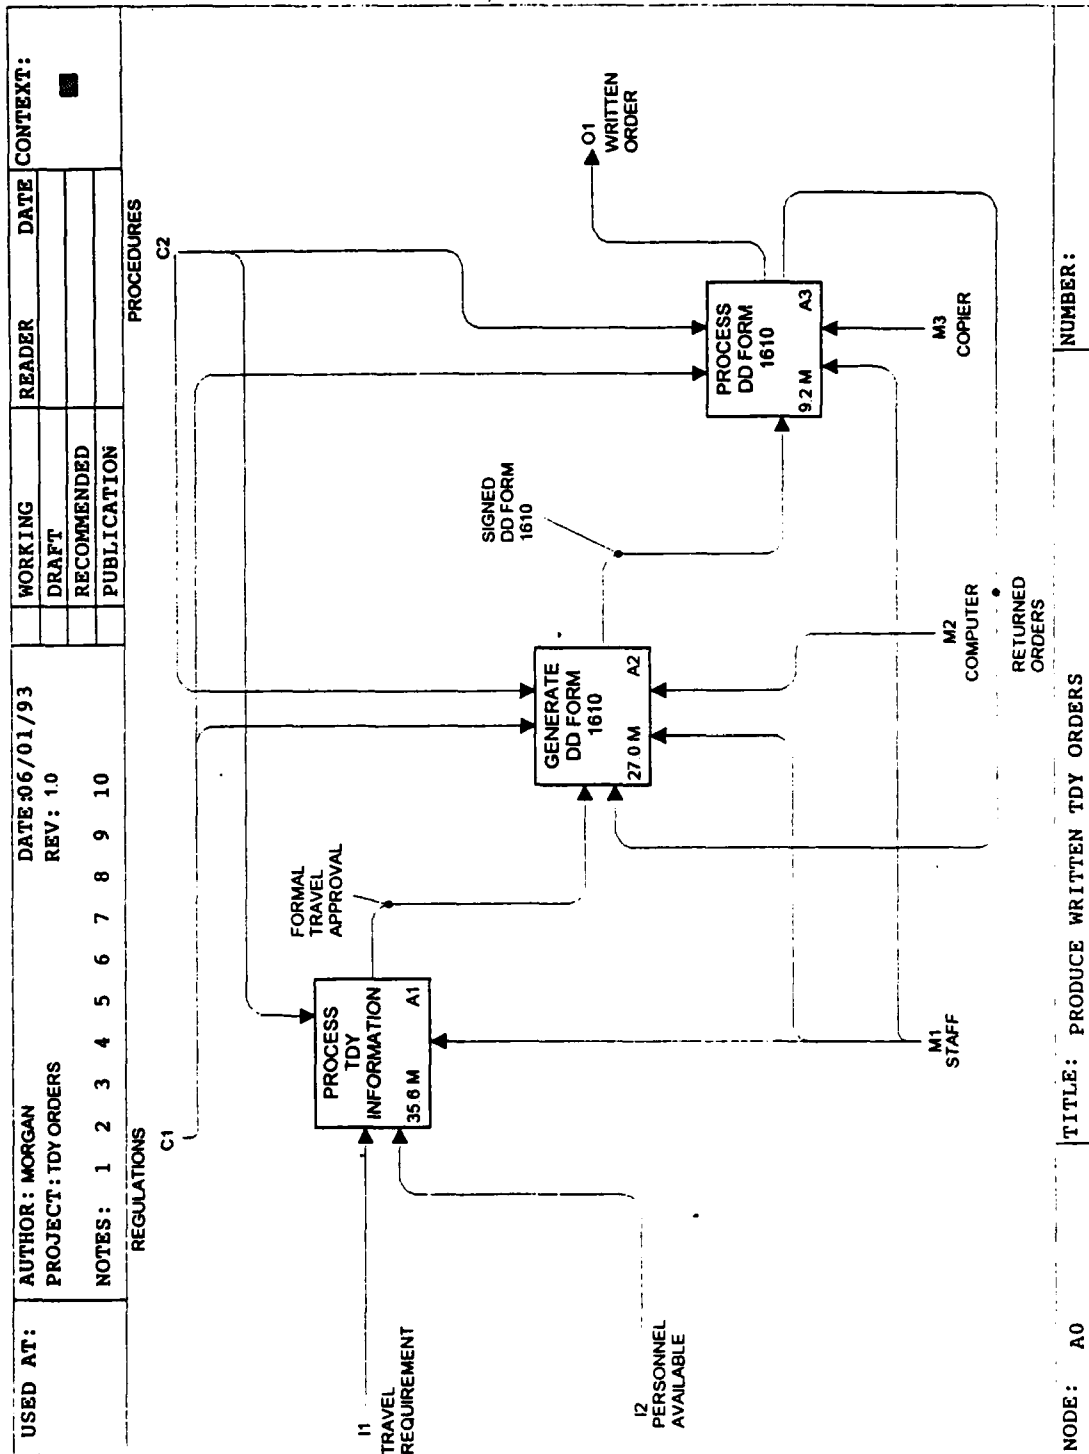 USED AT:
AUTHOR: MORGAN
PROJECT: TDY ORDERS
DATE:06/01/93
REV: 1.0
NOTES: 1 2 3 4 5 6 7 8 9 10
WORKING
DRAFT
RECOMMENDED
PUBLICATION
READER
DATE
CONTEXT:
REGULATIONS
C1
PROCEDURES
C2
I1
TRAVEL
REQUIREMENT
I2
PERSONNEL
AVAILABLE
PROCESS
TDY
INFORMATION
35.6 M
A1
FORMAL
TRAVEL
APPROVAL
GENERATE
DD FORM
1610
27.0 M
A2
SIGNED
DD FORM
1610
PROCESS
DD FORM
1610
9.2 M
A3
O1
WRITTEN
ORDER
M1
STAFF
M2
COMPUTER
M3
COPIER
RETURNED
ORDERS
NODE: A0
TITLE: PRODUCE WRITTEN TDY ORDERS
NUMBER: